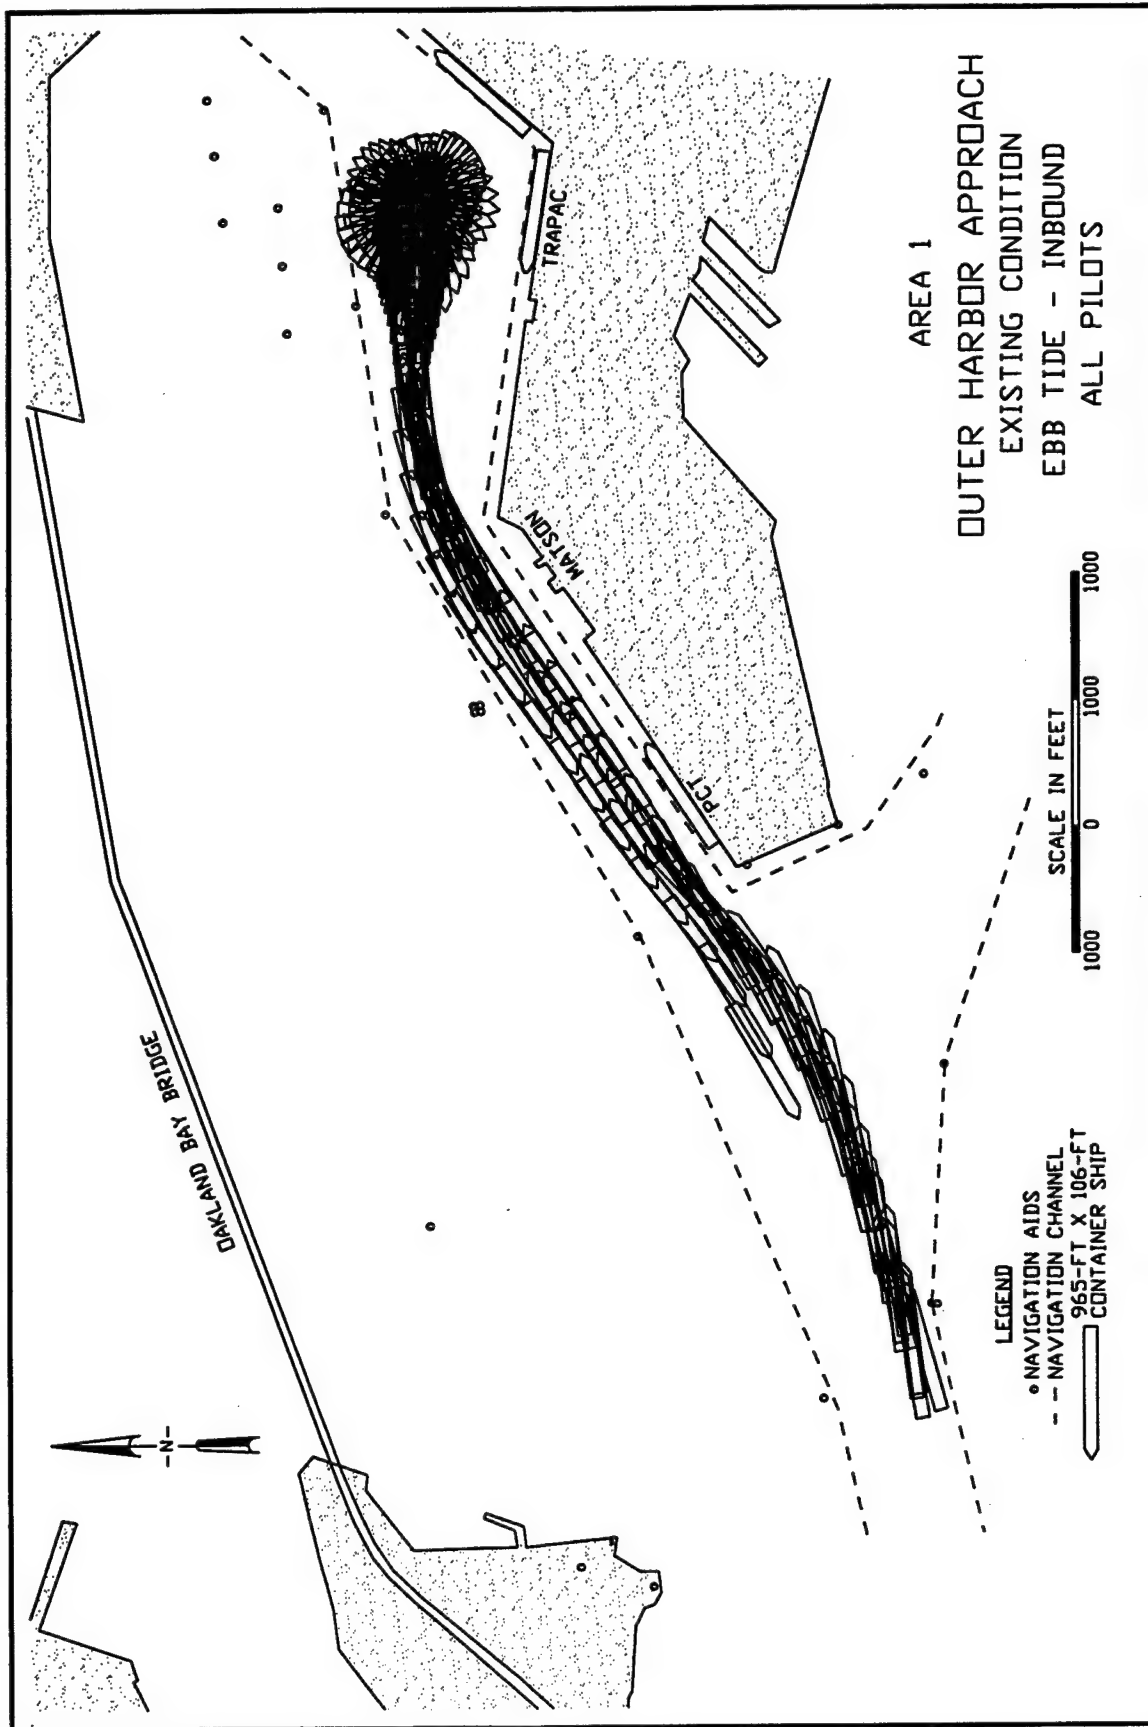 AREA 1
OUTER HARBOR APPROACH
EXISTING CONDITION
EBB TIDE - INBOUND
ALL PILOTS
OAKLAND BAY BRIDGE
-N-
TRAPAC
MATSON
PCT
SCALE IN FEET
1000 0 1000 1000
LEGEND
NAVIGATION AIDS
NAVIGATION CHANNEL
965-FT X 106-FT
CONTAINER SHIP